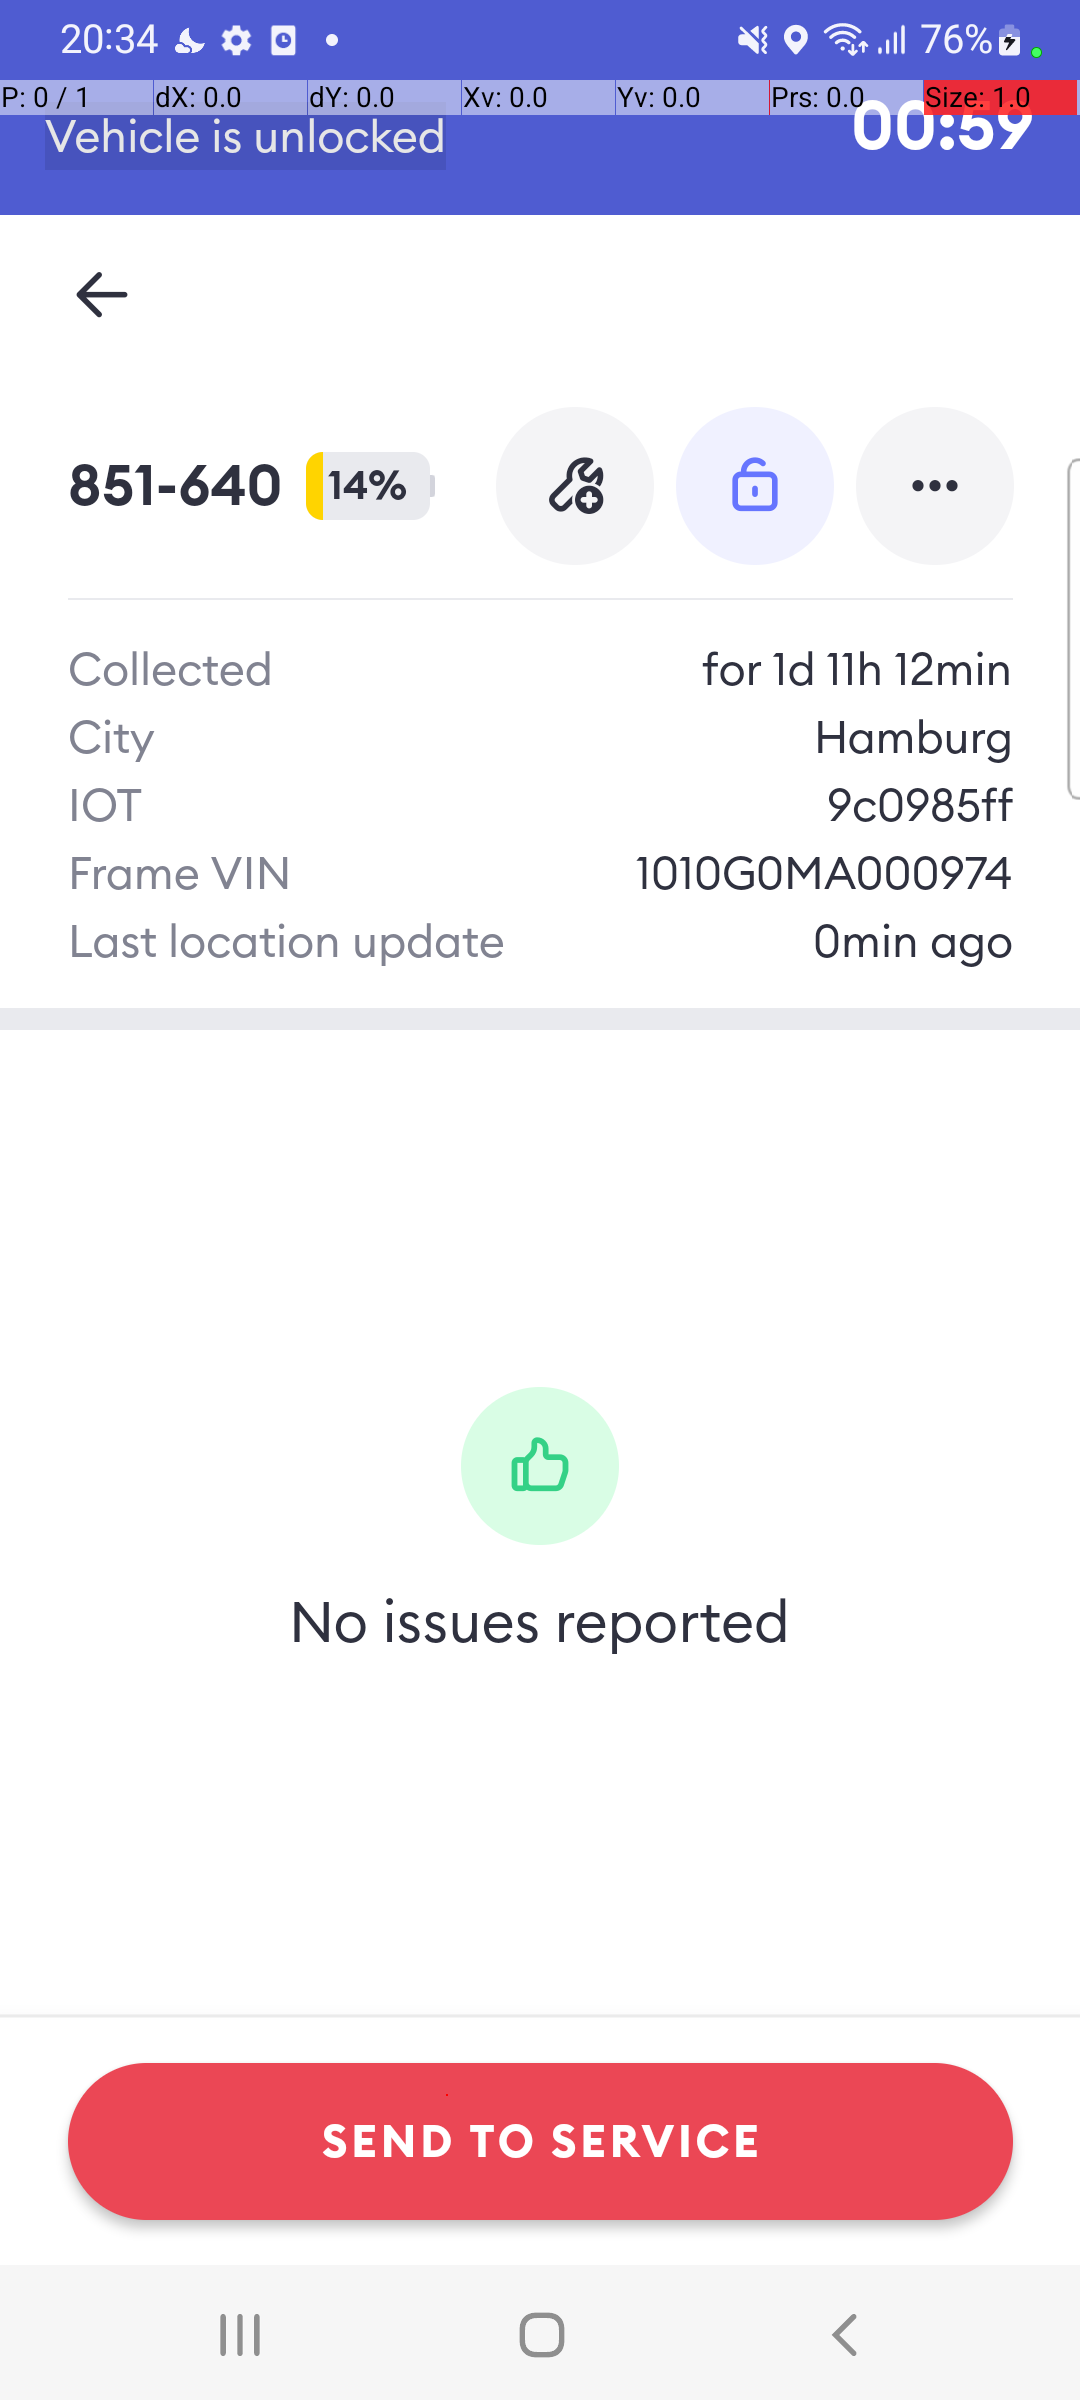 20:34 76%
P: 0 / 1 dX: 0.0 dY: 0.0 Xv: 0.0 Yv: 0.0 Prs: 0.0 Size: 1.0
Vehicle is unlocked 00:59
851-640 14%
Collected for 1d 11h 12min
City Hamburg
IOT 9c0985ff
Frame VIN 1010G0MA000974
Last location update 0min ago
No issues reported
SEND TO SERVICE